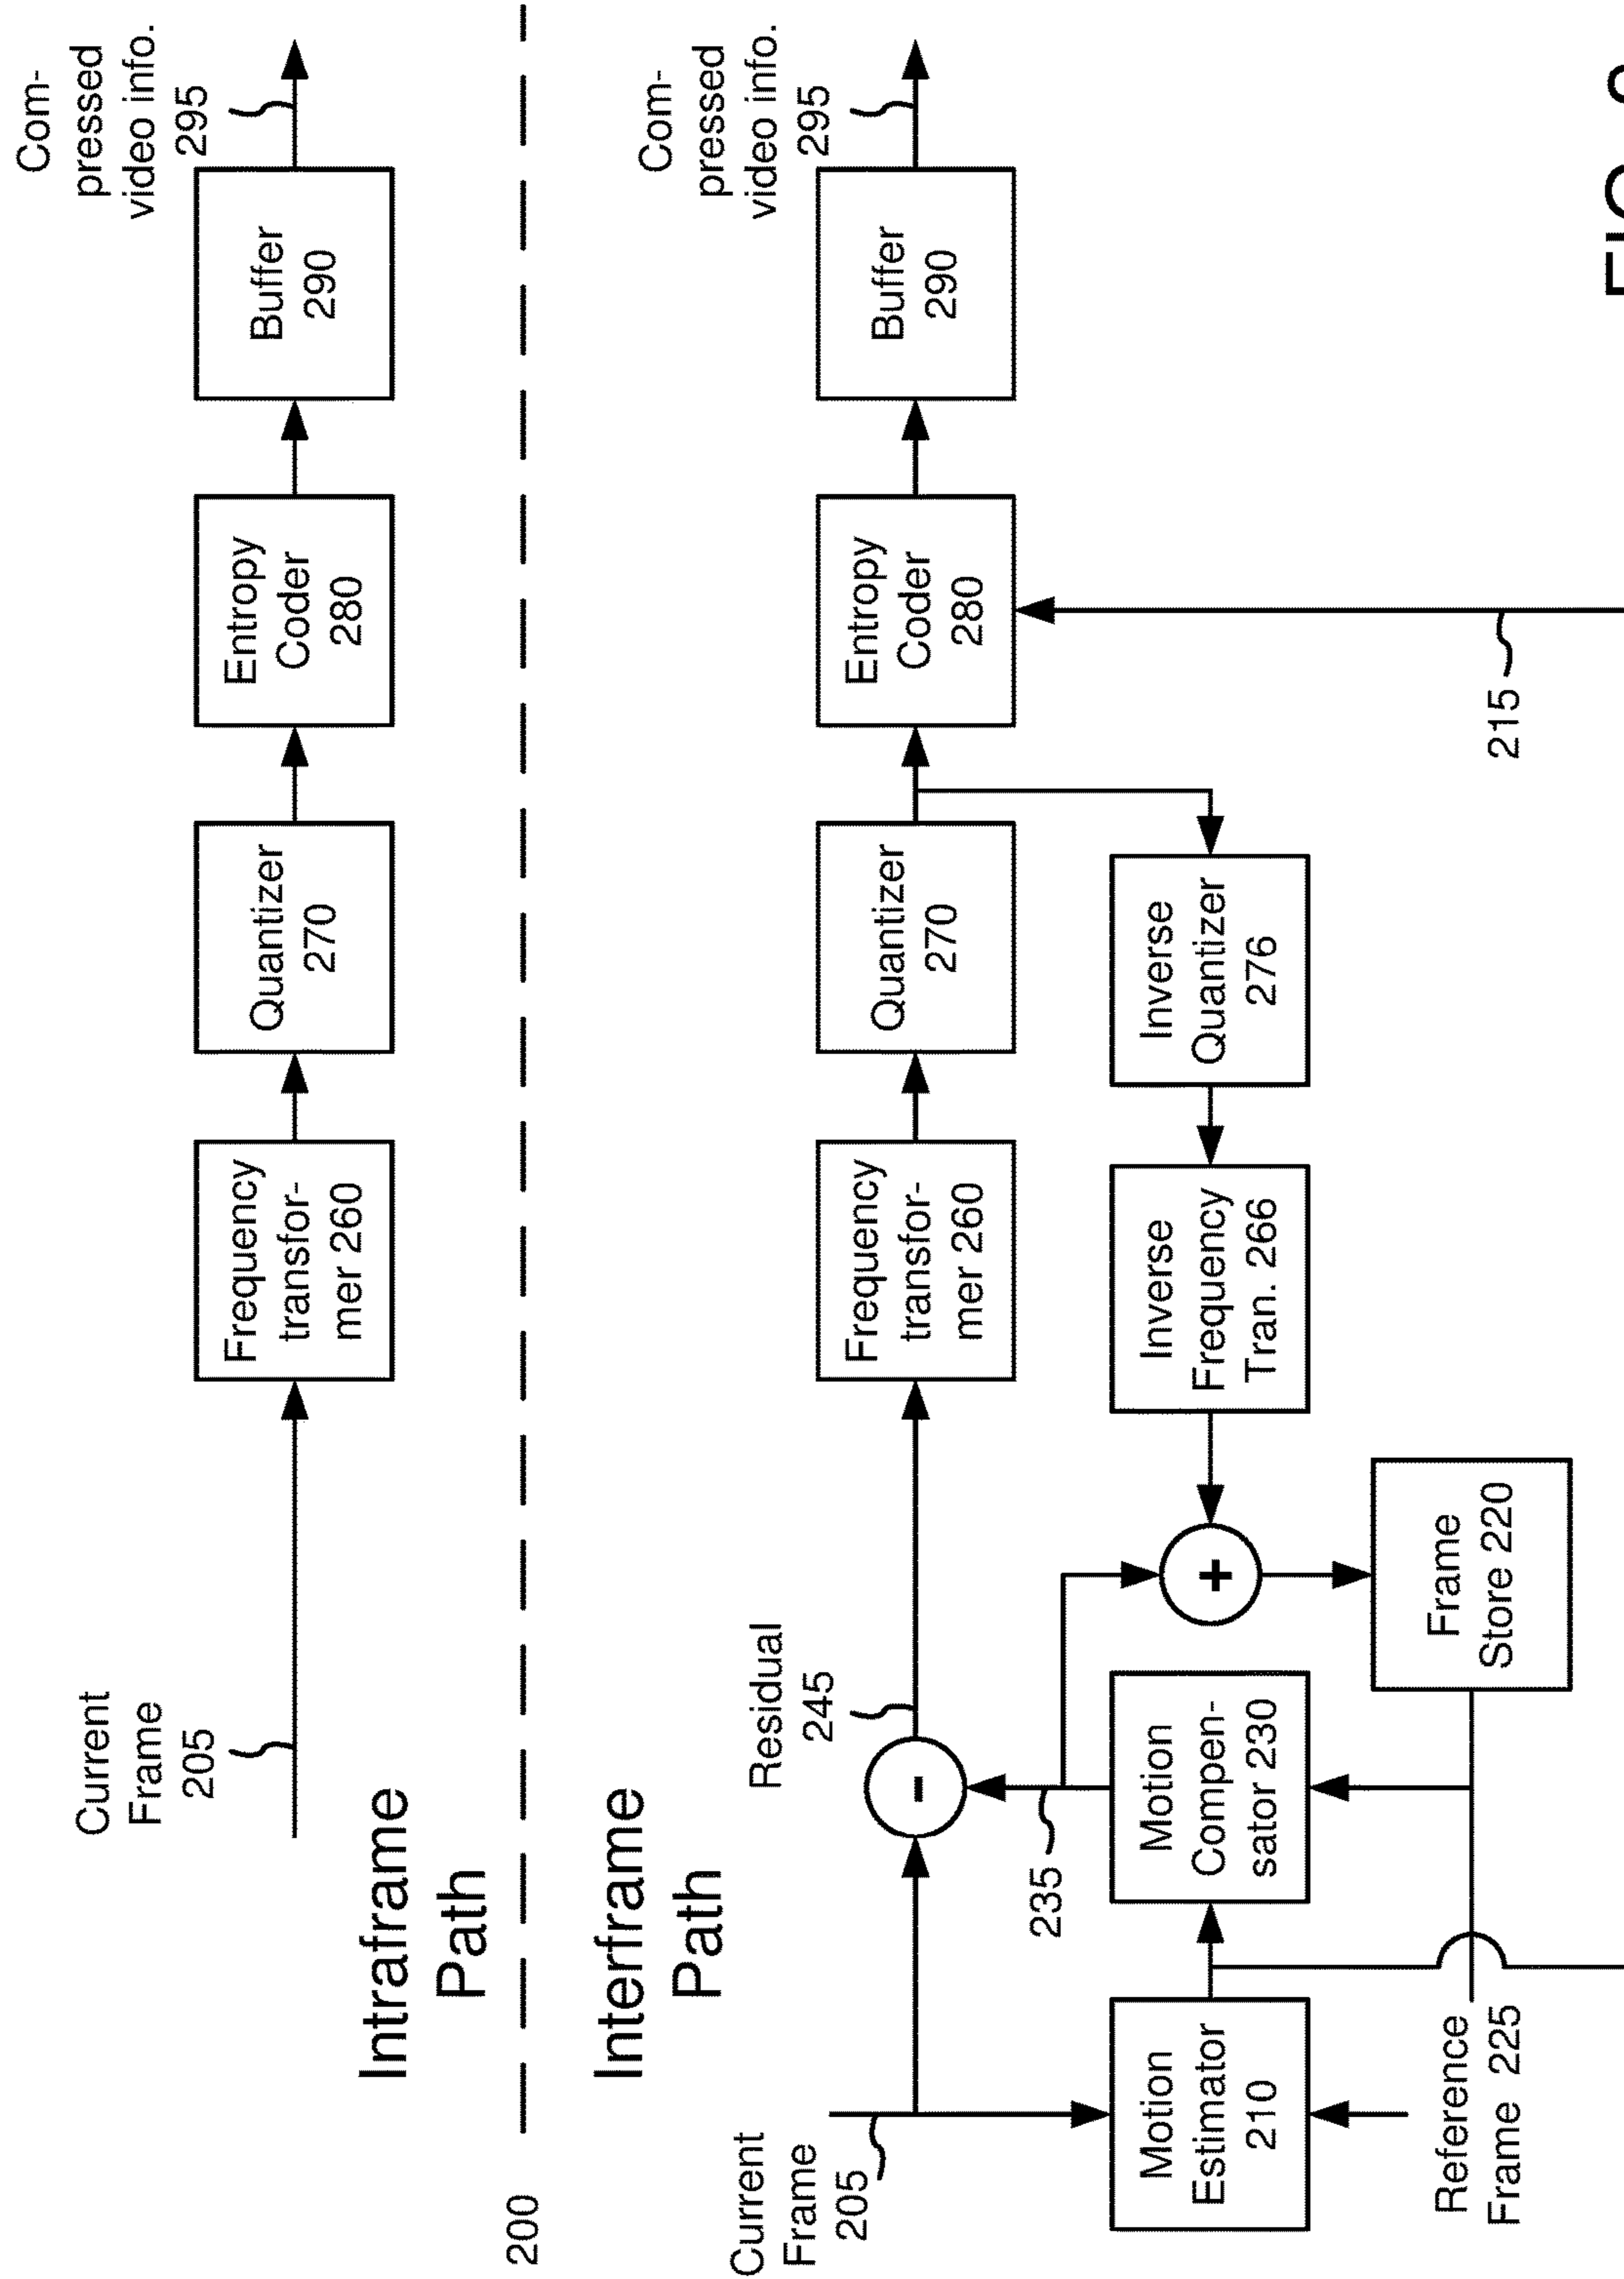 Current
Frame
205
Frequency
transfor-
mer 260
Quantizer
270
Entropy
Coder
280
Buffer
290
Com-
pressed
video info.
295
Intraframe
Path
200
Interframe
Path
Current
Frame
205
Residual
245
-
Frequency
transfor-
mer 260
Quantizer
270
Entropy
Coder
280
Buffer
290
Com-
pressed
video info.
295
235
Motion
Estimator
210
Motion
Compen-
sator 230
+
Inverse
Frequency
Tran. 266
Inverse
Quantizer
276
Frame
Store 220
Reference
Frame 225
215